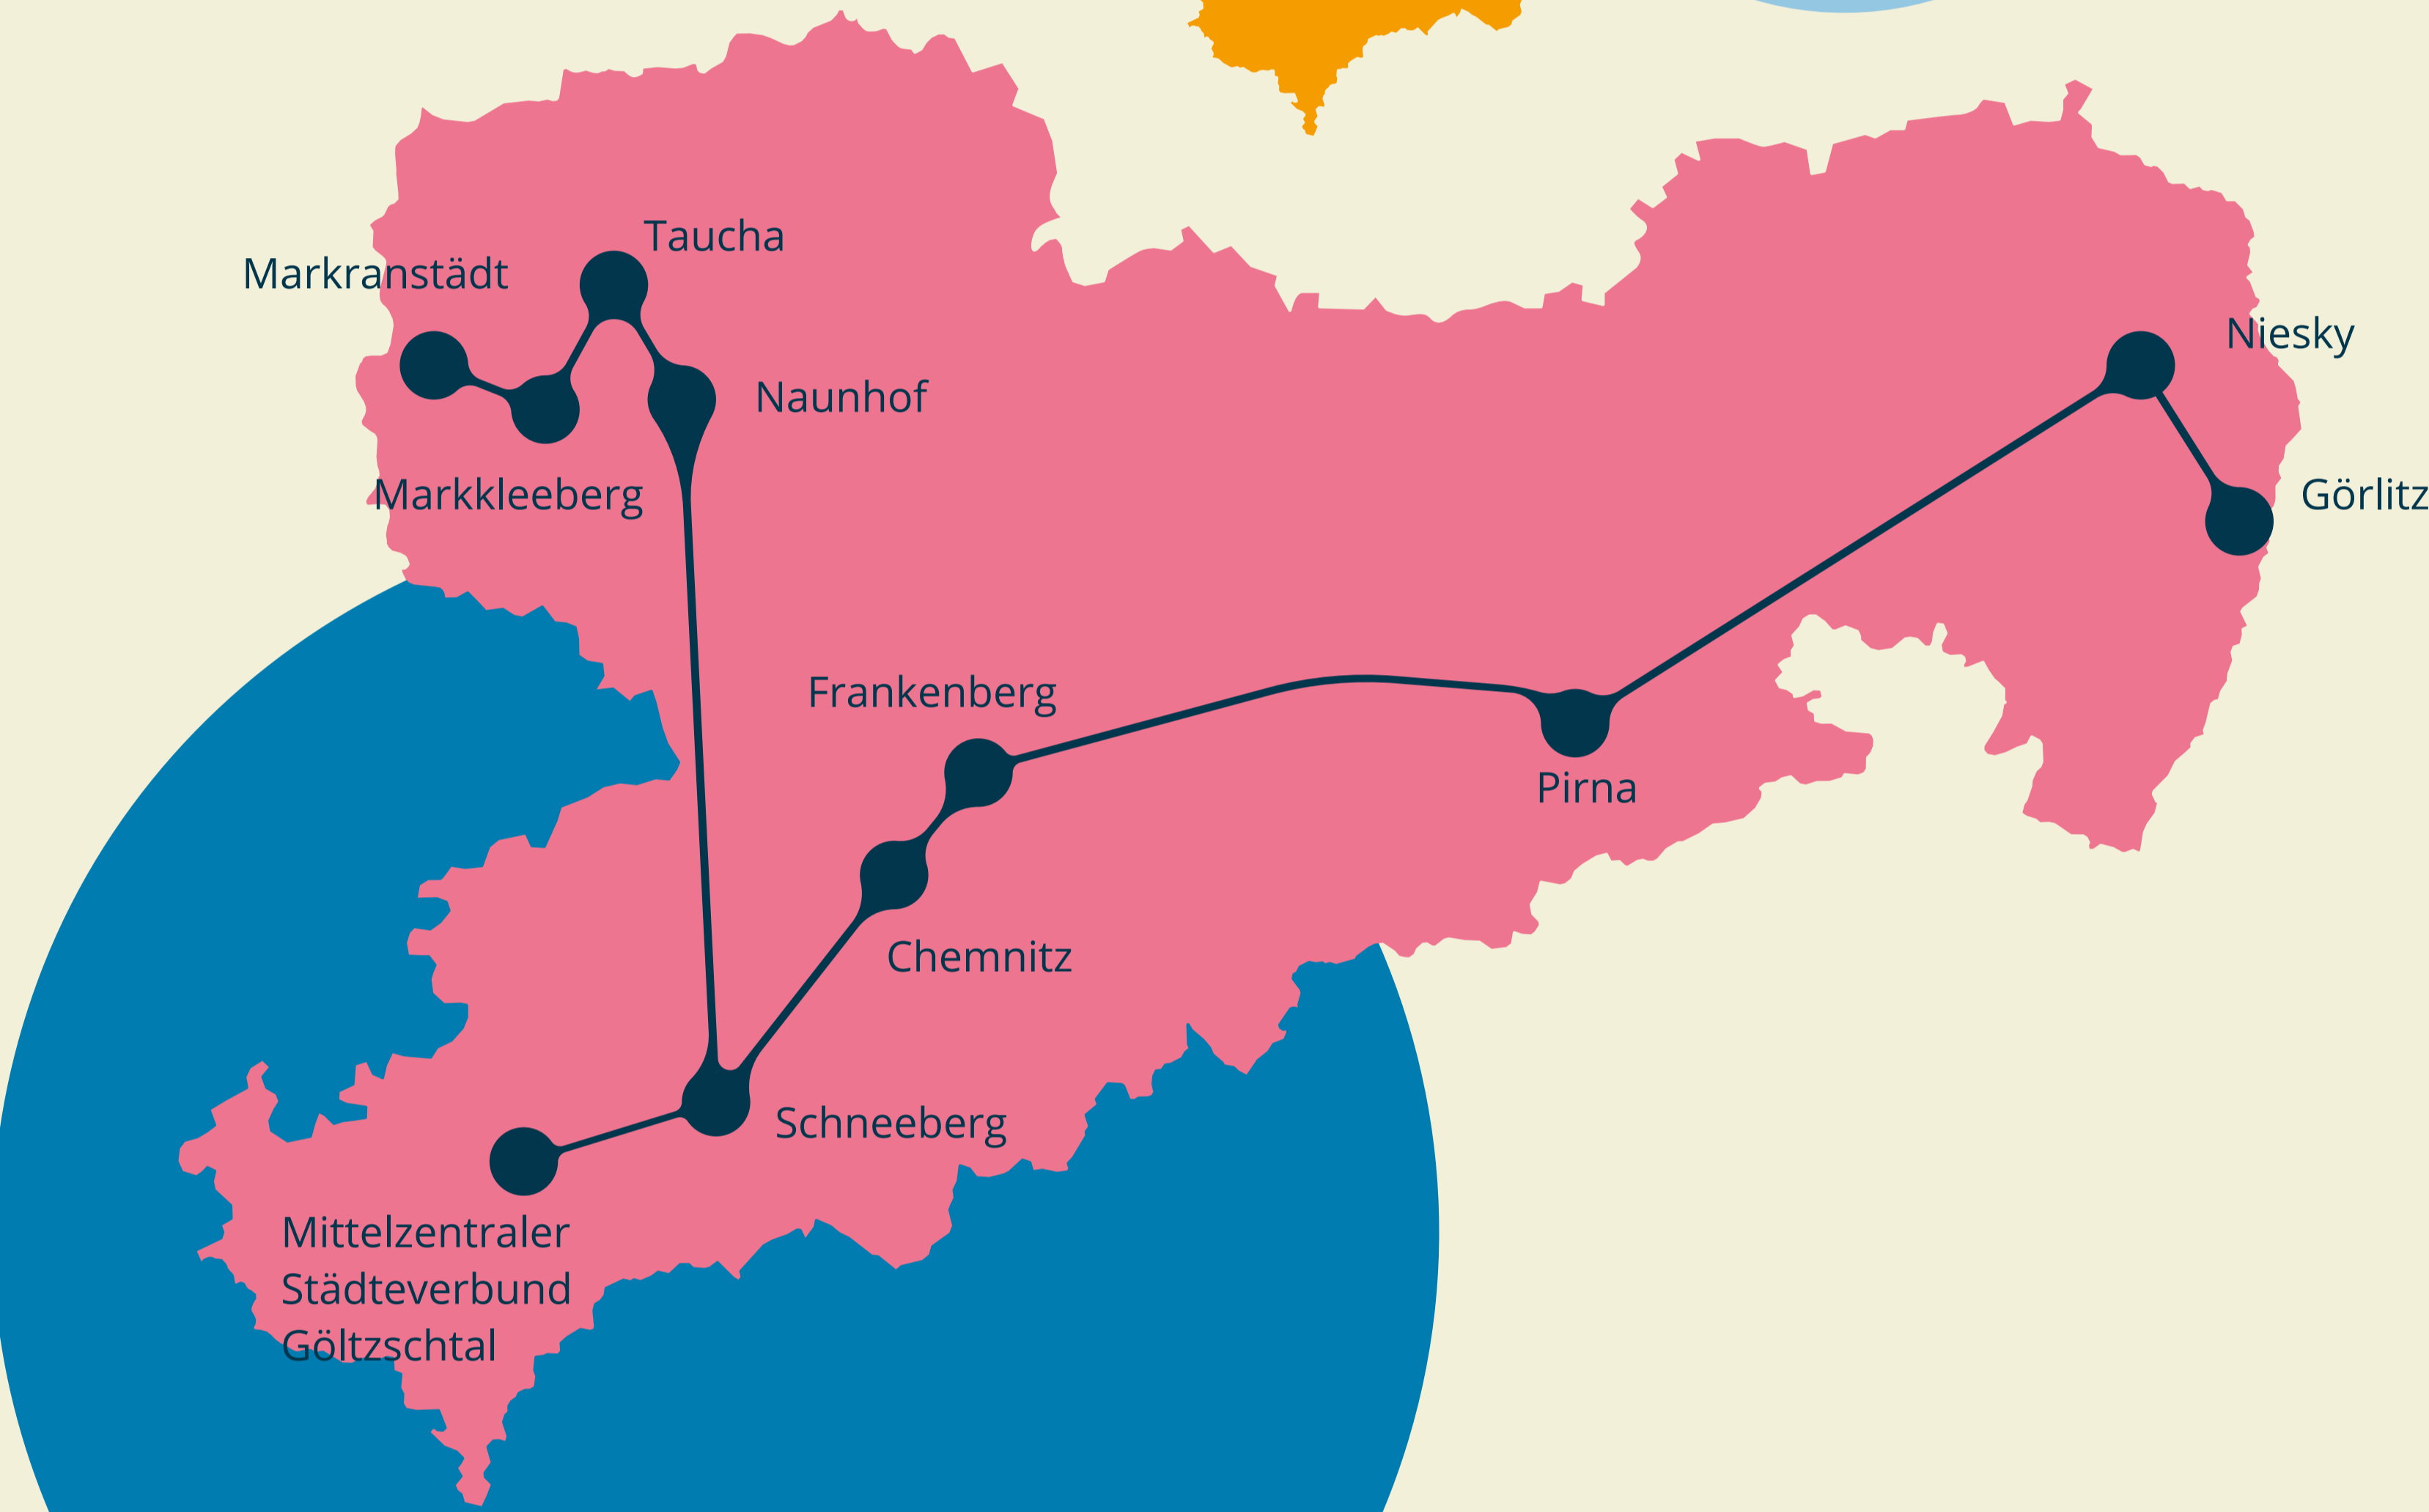 Taucha
Markranstädt
Niesky
Naunhof
Markkleeberg
Görlitz
Frankenberg
Pirna
Chemnitz
Schneeberg
Mittelzentraler
Städteverbund
Göltzschtal